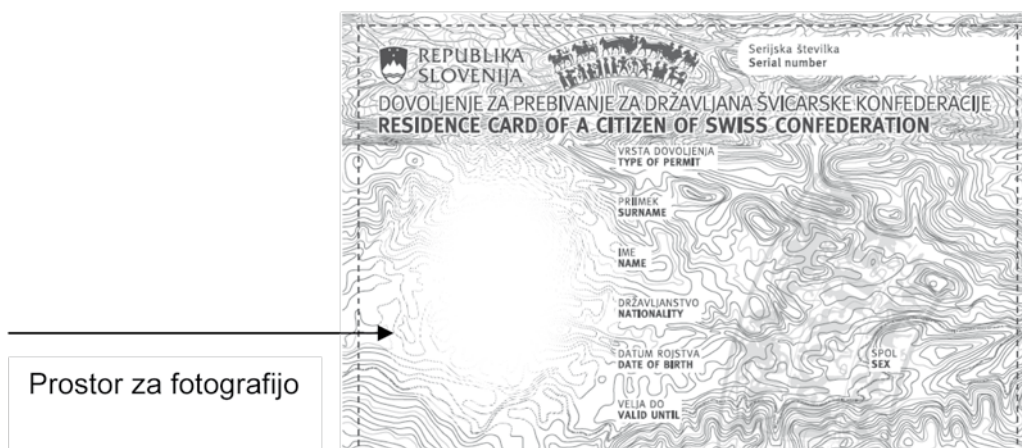 REPUBLIKA
SLOVENIJA
Serijska številka
Serial number
DOVOLJENJE ZA PREBIVANJE ZA DRŽAVLJANA ŠVICARSKE KONFEDERACIJE
RESIDENCE CARD OF A CITIZEN OF SWISS CONFEDERATION
VRSTA DOVOLJENJA
TYPE OF PERMIT
PRIIMEK
SURNAME
IME
NAME
DRŽAVLJANSTVO
NATIONALITY
DATUM ROJSTVA
DATE OF BIRTH
SPOL
SEX
VELJA DO
VALID UNTIL
Prostor za fotografijo